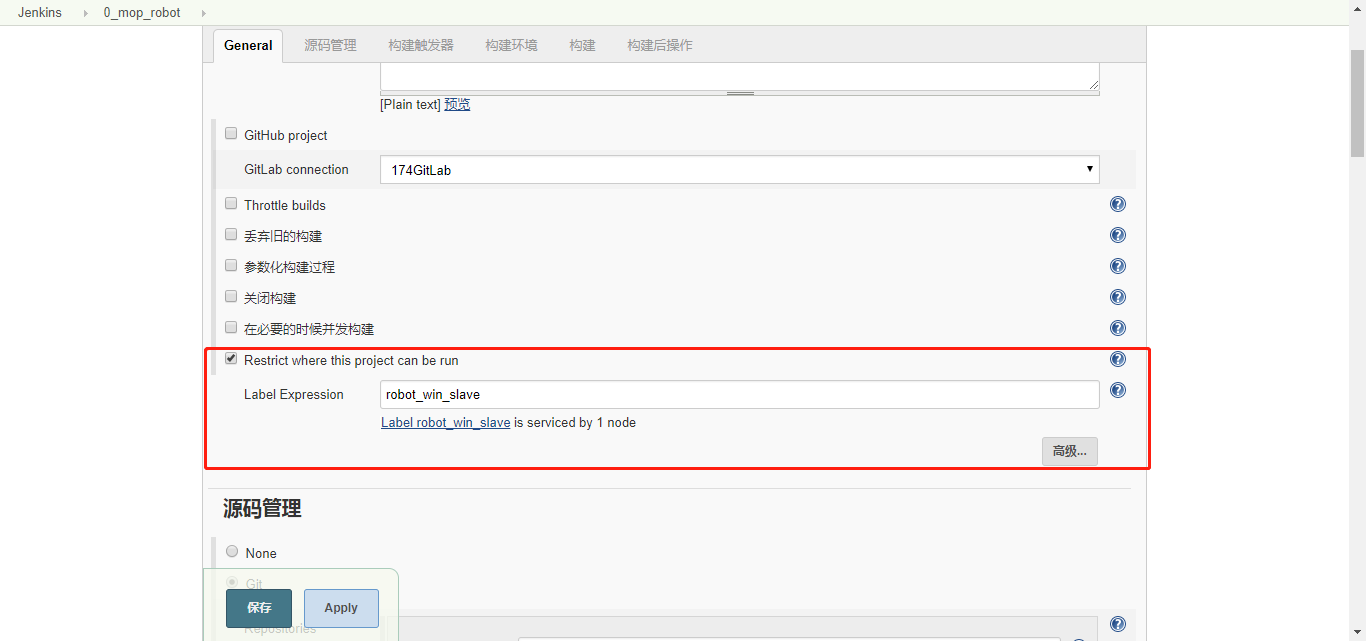 Jenkins 0_mop_robot
General 源码管理 构建触发器 构建环境 构建 构建后操作
[Plain text] 预览
GitHub project
GitLab connection 174GitLab
Throttle builds
丢弃旧的构建
参数化构建过程
关闭构建
在必要的时候并发构建
Restrict where this project can be run
Label Expression robot_win_slave
Label robot_win_slave is serviced by 1 node
高级...
源码管理
None
Git
保存 Apply
Repositories